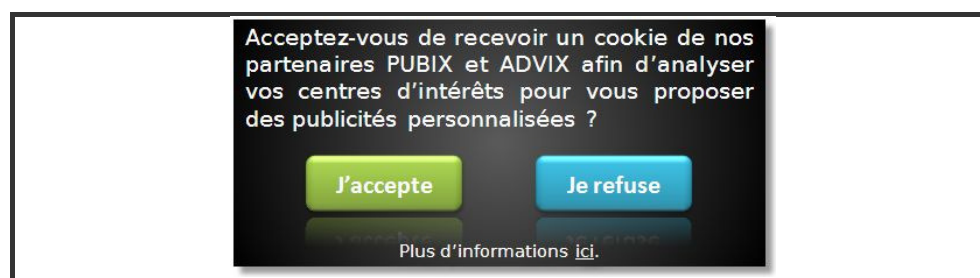 Acceptez-vous de recevoir un cookie de nos
partenaires PUBIX et ADVIX afin d’analyser
vos centres d’intérêts pour vous proposer
des publicités personnalisées ?
J’accepte
Je refuse
Plus d’informations ici.